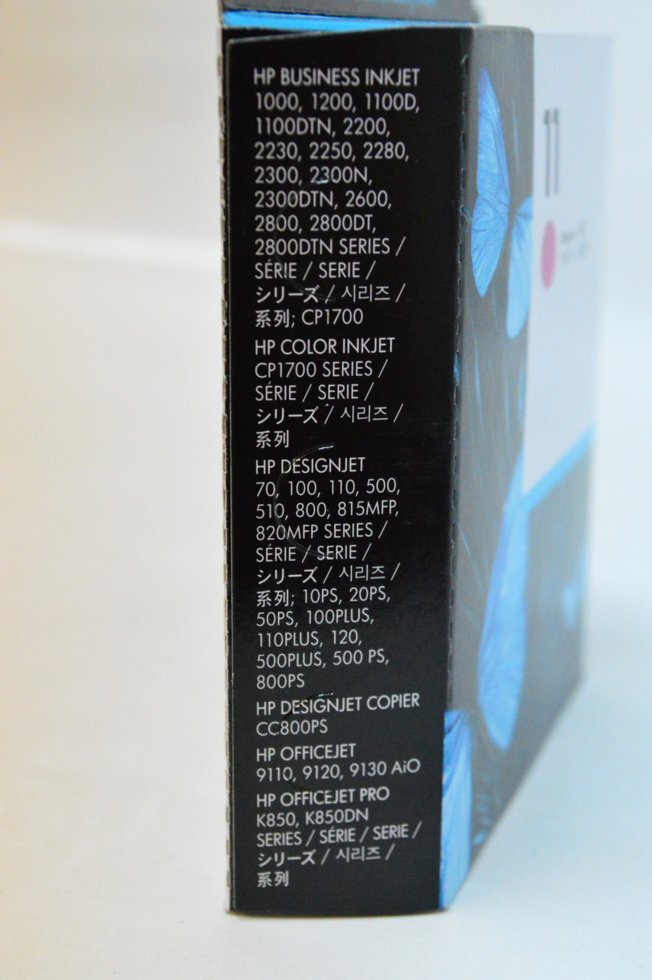 HP BUSINESS INKJET
1000, 1200, 1100D,
1100DTN, 2200,
2230, 2250, 2280,
2300, 2300N,
2300DTN, 2600,
2800, 2800DT,
2800DTN SERIES /
SÉRIE / SERIE /
シリーズ / 시리즈 /
系列; CP1700
HP COLOR INKJET
CP1700 SERIES /
SÉRIE / SERIE /
シリーズ / 시리즈 /
系列
HP DESIGNJET
70, 100, 110, 500,
510, 800, 815MFP,
820MFP SERIES /
SÉRIE / SERIE /
シリーズ / 시리즈 /
系列; 10PS, 20PS,
50PS, 100PLUS,
110PLUS, 120,
500PLUS, 500 PS,
800PS
HP DESIGNJET COPIER
CC800PS
HP OFFICEJET
9110, 9120, 9130 AiO
HP OFFICEJET PRO
K850, K850DN
SERIES / SÉRIE / SERIE /
シリーズ / 시리즈 /
系列
11